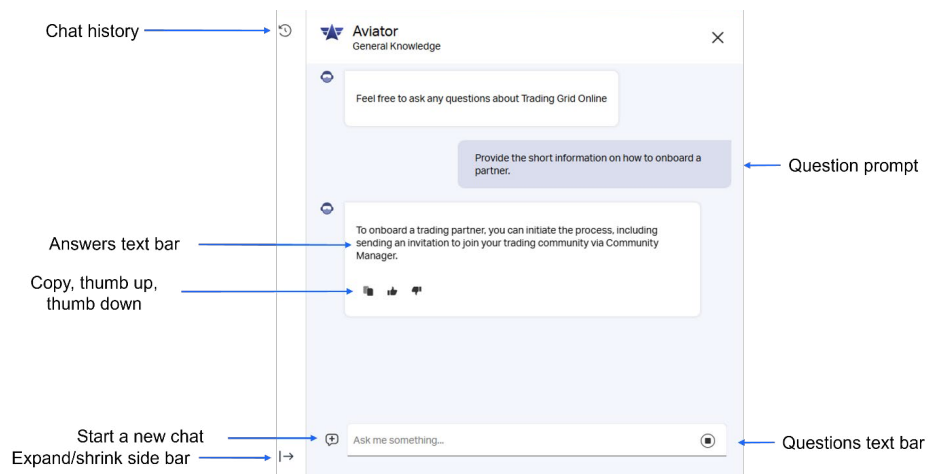 Chat history
Aviator
General Knowledge
Feel free to ask any questions about Trading Grid Online
Provide the short information on how to onboard a
partner.
Question prompt
To onboard a trading partner, you can initiate the process, including
sending an invitation to join your trading community via Community
Manager.
Answers text bar
Copy, thumb up,
thumb down
Start a new chat
Ask me something...
Questions text bar
Expand/shrink side bar